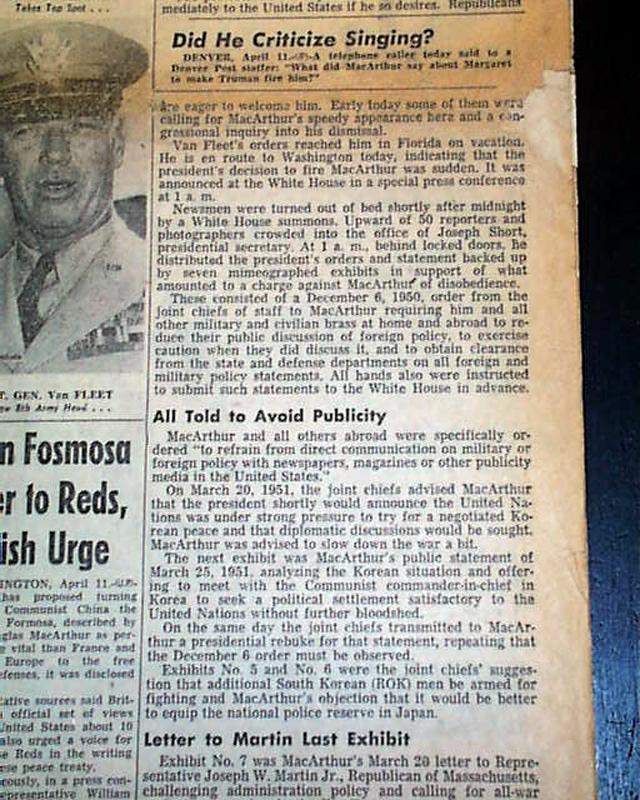 Takes Top Spot . . .
T. GEN. Van FLEET
8th Army Head . . .
n Fosmosa
er to Reds,
ish Urge
INGTON, April 11.—
has proposed turning
Communist China the
Formosa, described by
glas MacArthur as per-
e vital than France and
Europe to the free
efenses, it was disclosed
ative sources said Brit-
official set of views
United States about 10
also urged a voice for
e Reds in the writing
ese peace treaty.
eously, in a press con-
epresentative William
mediately to the United States if he so desires. Republicans
Did He Criticize Singing?
DENVER, April 11.—A telephone caller today said to a
Denver Post staffer: "What did MacArthur say about Margaret
to make Truman fire him?"
are eager to welcome him. Early today some of them were
calling for MacArthur's speedy appearance here and a con-
gressional inquiry into his dismissal.
Van Fleet's orders reached him in Florida on vacation.
He is en route to Washington today, indicating that the
president's decision to fire MacArthur was sudden. It was
announced at the White House in a special press conference
at 1 a. m.
Newsmen were turned out of bed shortly after midnight
by a White House summons. Upward of 50 reporters and
photographers crowded into the office of Joseph Short,
presidential secretary. At 1 a. m., behind locked doors, he
distributed the president's orders and statement backed up
by seven mimeographed exhibits in support of what
amounted to a charge against MacArthur of disobedience.
These consisted of a December 6, 1950, order from the
joint chiefs of staff to MacArthur requiring him and all
other military and civilian brass at home and abroad to re-
duce their public discussion of foreign policy, to exercise
caution when they did discuss it, and to obtain clearance
from the state and defense departments on all foreign and
military policy statements. All hands also were instructed
to submit such statements to the White House in advance.
All Told to Avoid Publicity
MacArthur and all others abroad were specifically or-
dered "to refrain from direct communication on military or
foreign policy with newspapers, magazines or other publicity
media in the United States."
On March 20, 1951, the joint chiefs advised MacArthur
that the president shortly would announce the United Na-
tions was under strong pressure to try for a negotiated Ko-
rean peace and that diplomatic discussions would be sought.
MacArthur was advised to slow down the war a bit.
The next exhibit was MacArthur's public statement of
March 25, 1951, analyzing the Korean situation and offer-
ing to meet with the Communist commander-in-chief in
Korea to seek a political settlement satisfactory to the
United Nations without further bloodshed.
On the same day the joint chiefs transmitted to MacAr-
thur a presidential rebuke for that statement, repeating that
the December 6 order must be observed.
Exhibits No. 5 and No. 6 were the joint chiefs' sugges-
tion that additional South Korean (ROK) men be armed for
fighting and MacArthur's objection that it would be better
to equip the national police reserve in Japan.
Letter to Martin Last Exhibit
Exhibit No. 7 was MacArthur's March 20 letter to Repre-
sentative Joseph W. Martin Jr., Republican of Massachusetts,
challenging administration policy and calling for all-war